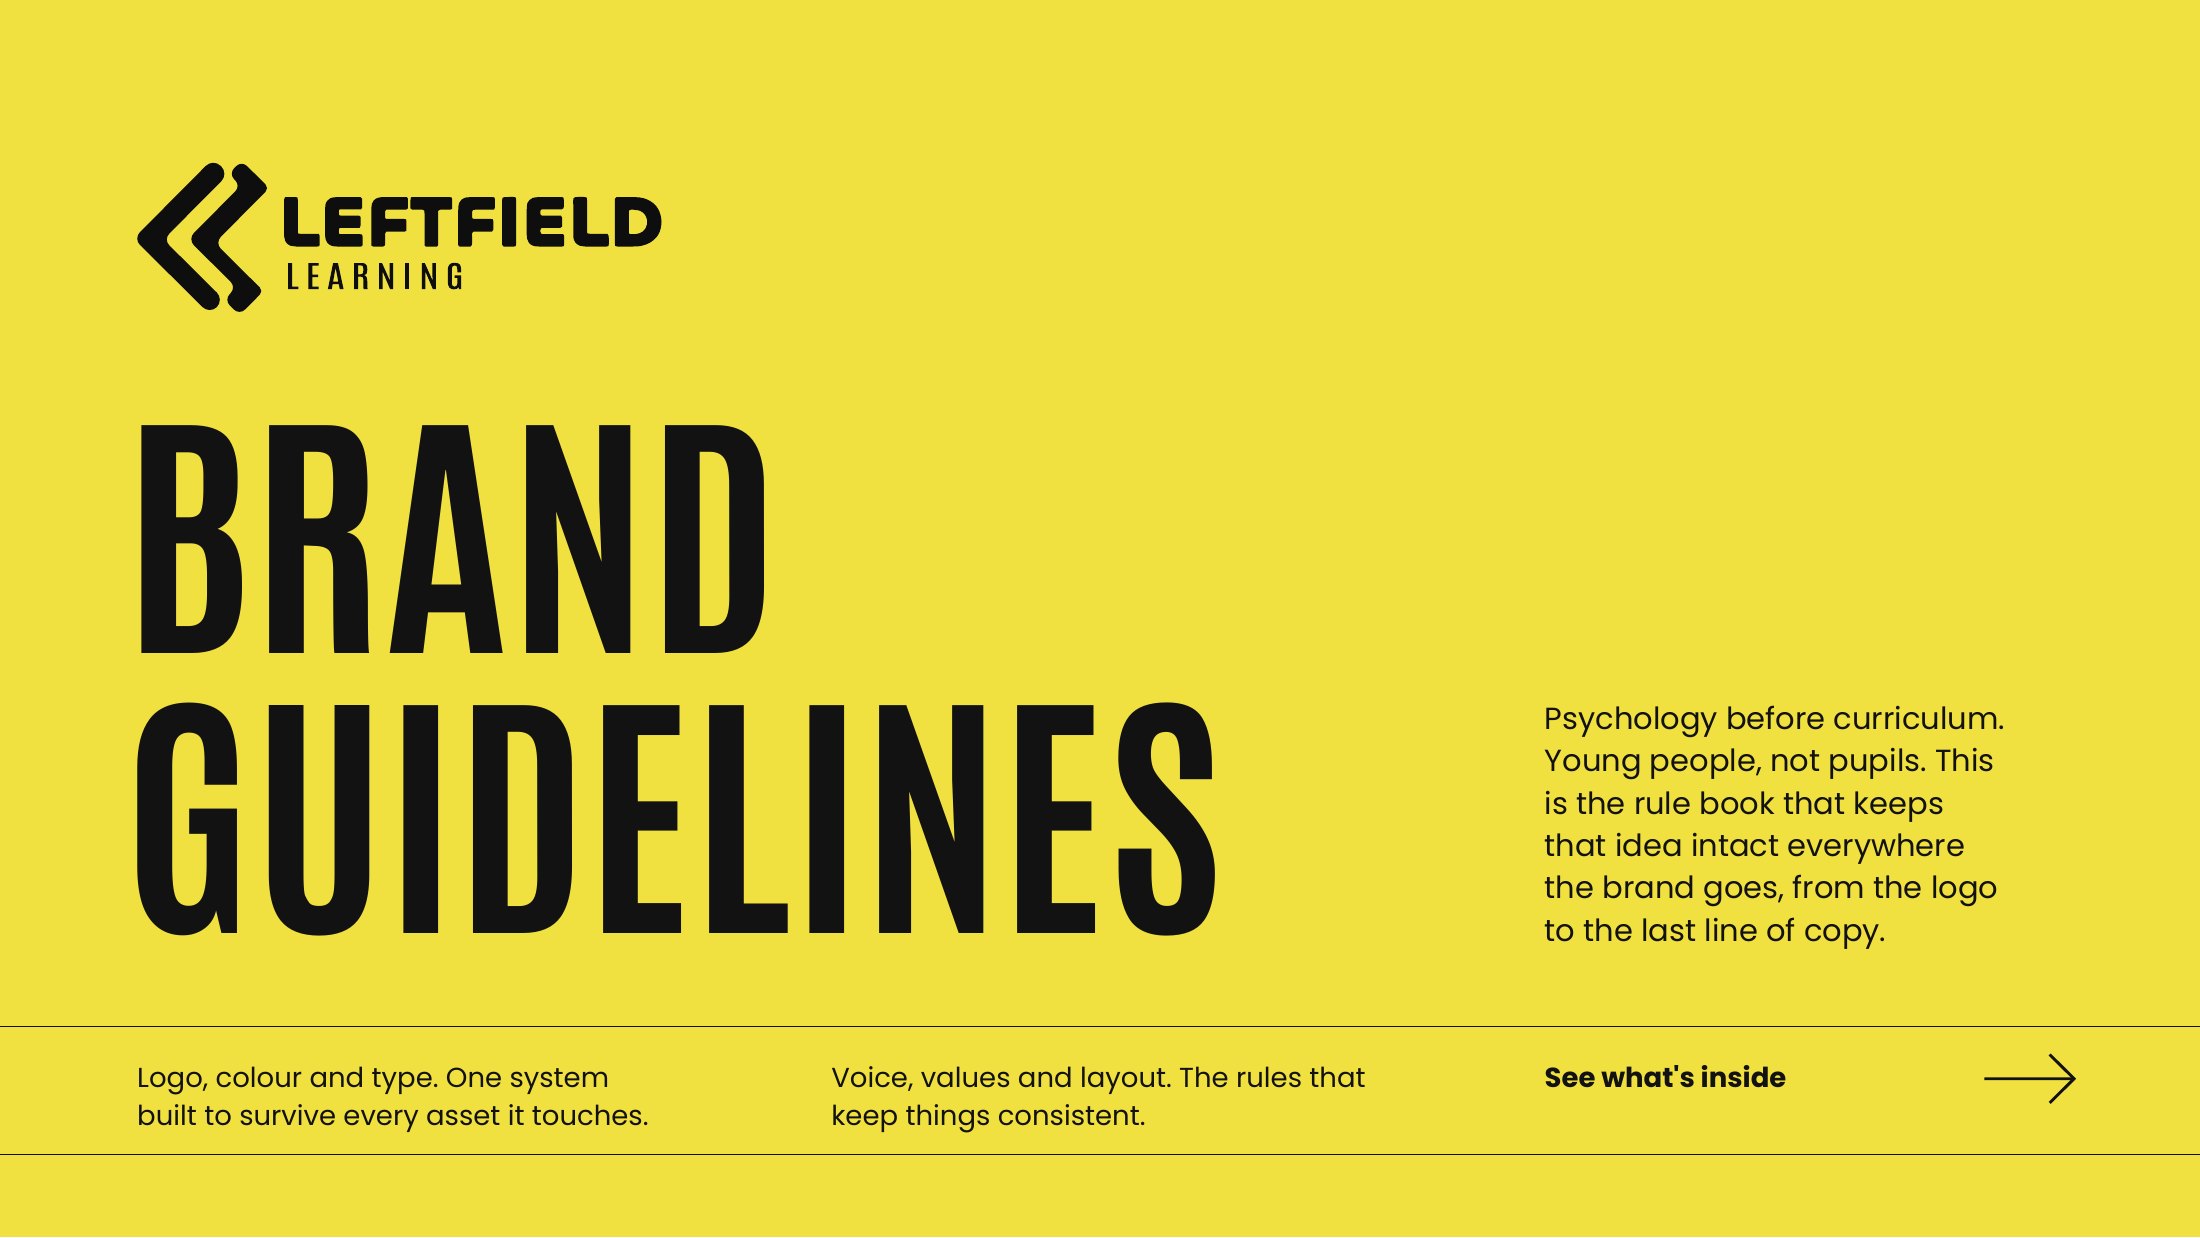 LEFTFIELD
LEARNING
BRAND
GUIDELINES
Psychology before curriculum.
Young people, not pupils. This
is the rule book that keeps
that idea intact everywhere
the brand goes, from the logo
to the last line of copy.
Logo, colour and type. One system
built to survive every asset it touches.
Voice, values and layout. The rules that
keep things consistent.
See what's inside